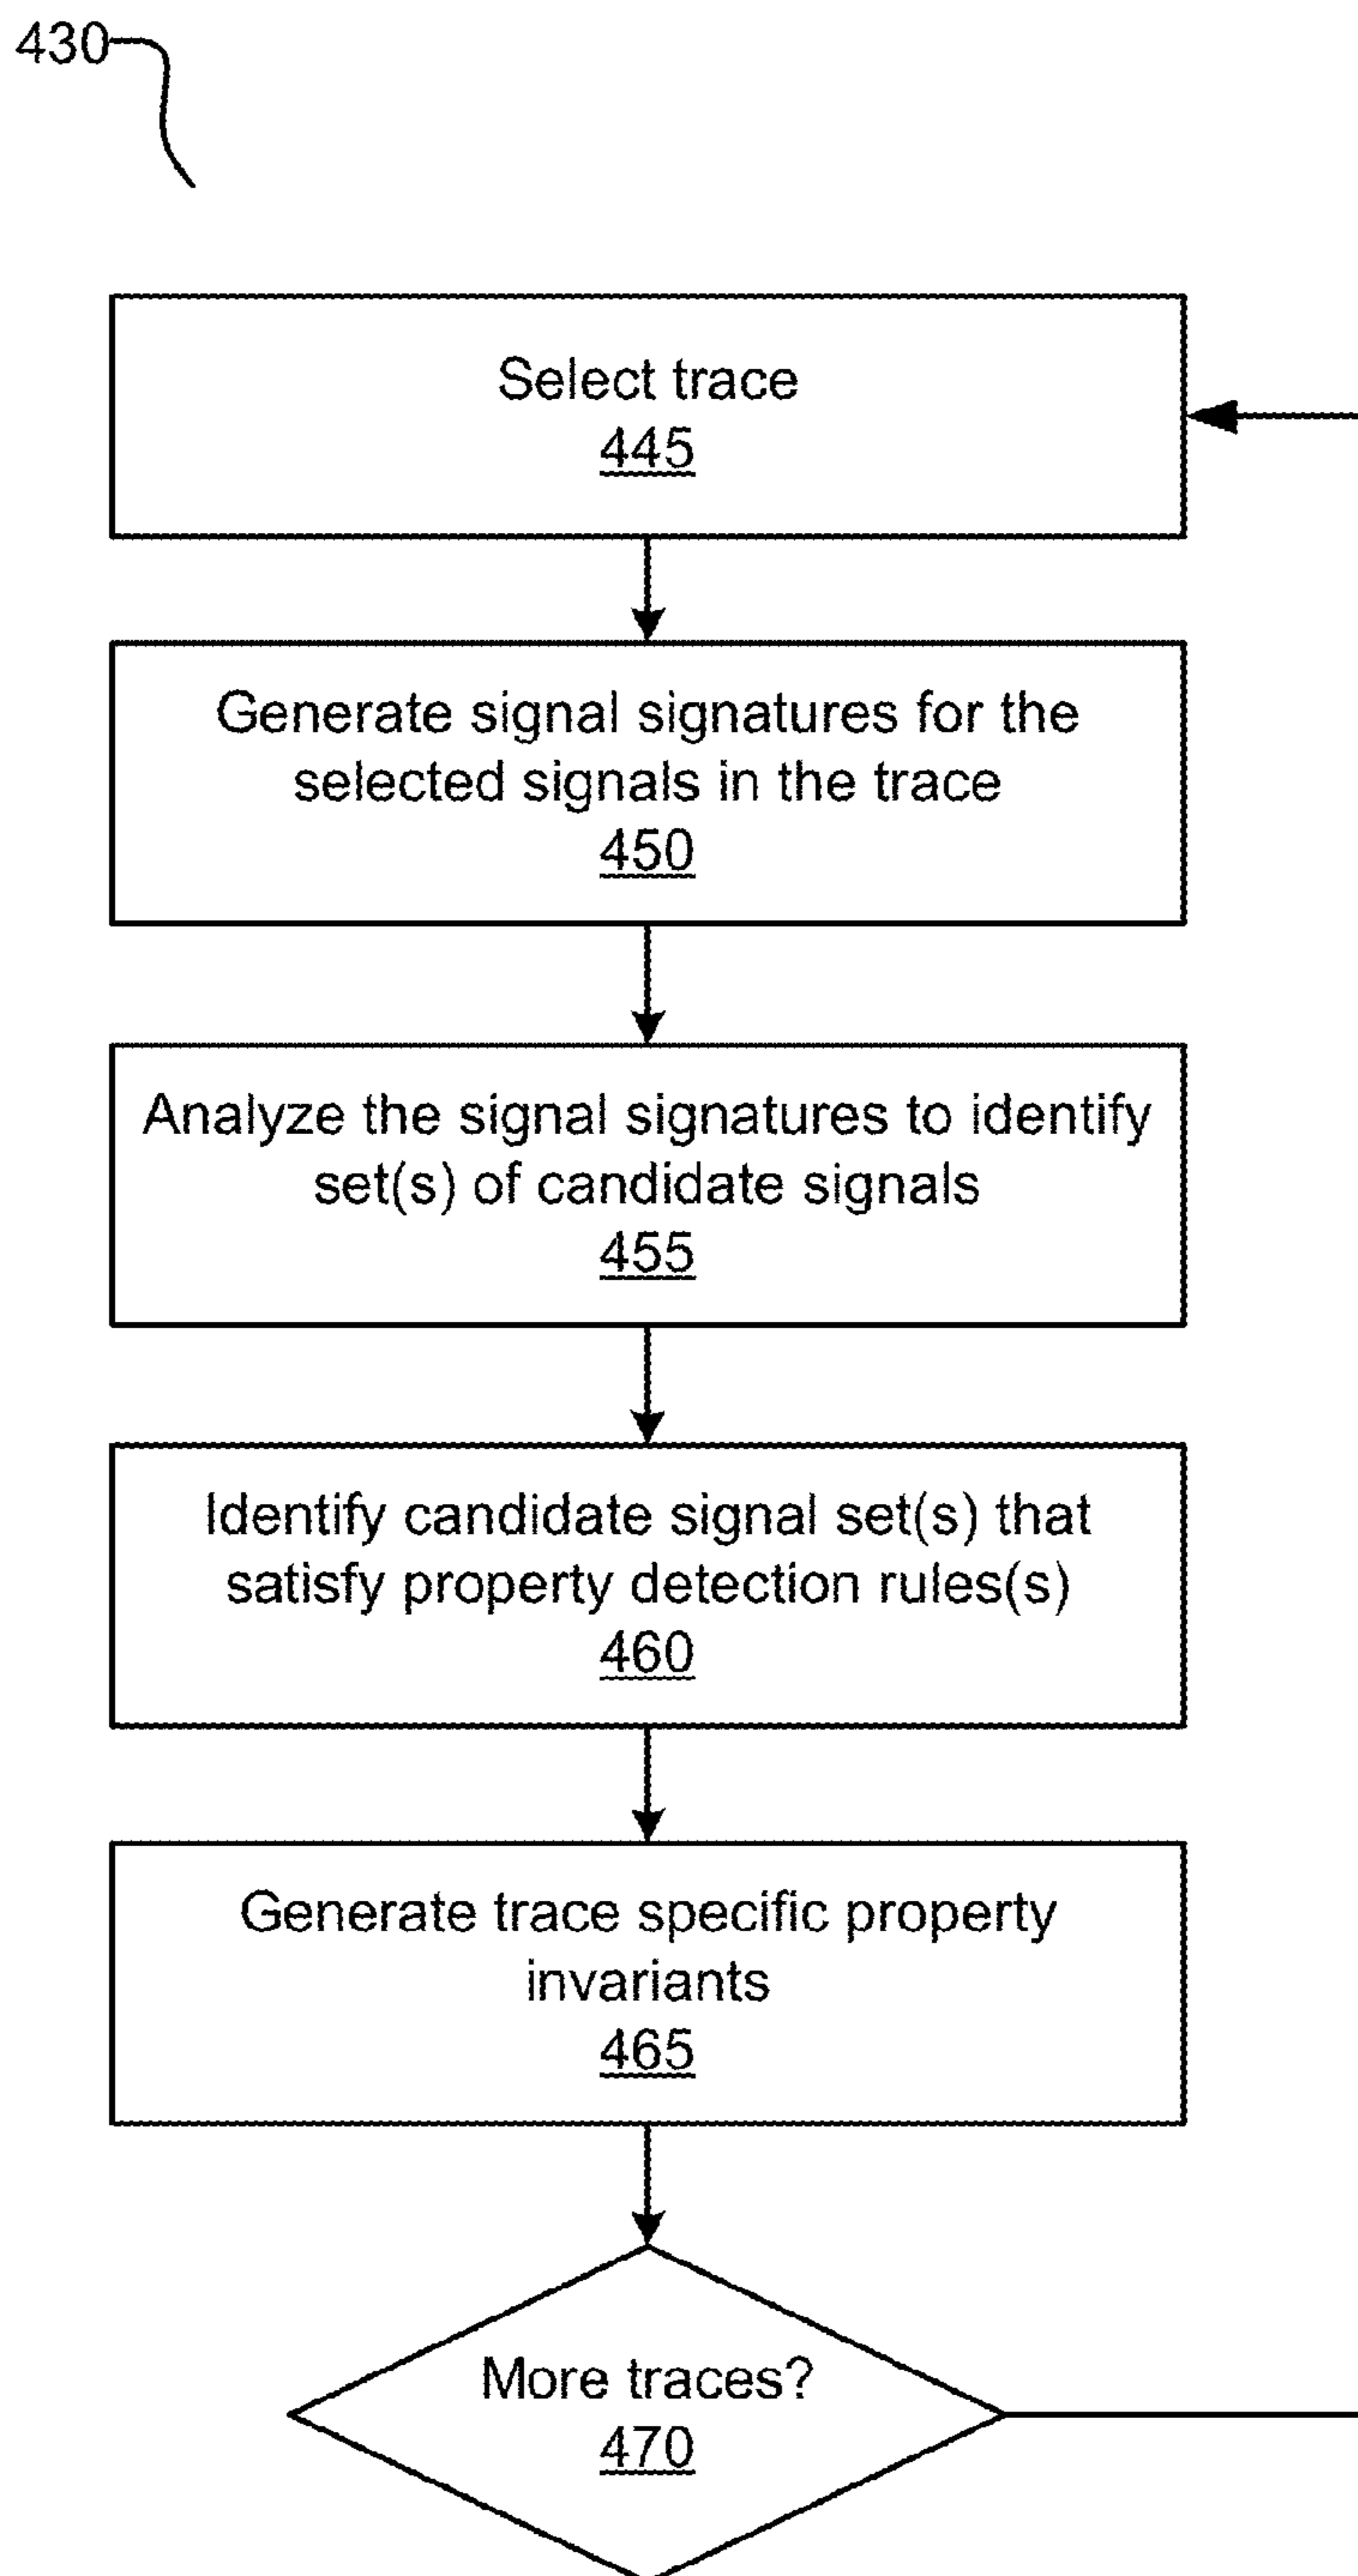 430
Select trace
445
Generate signal signatures for the
selected signals in the trace
450
Analyze the signal signatures to identify
set(s) of candidate signals
455
Identify candidate signal set(s) that
satisfy property detection rules(s)
460
Generate trace specific property
invariants
465
More traces?
470